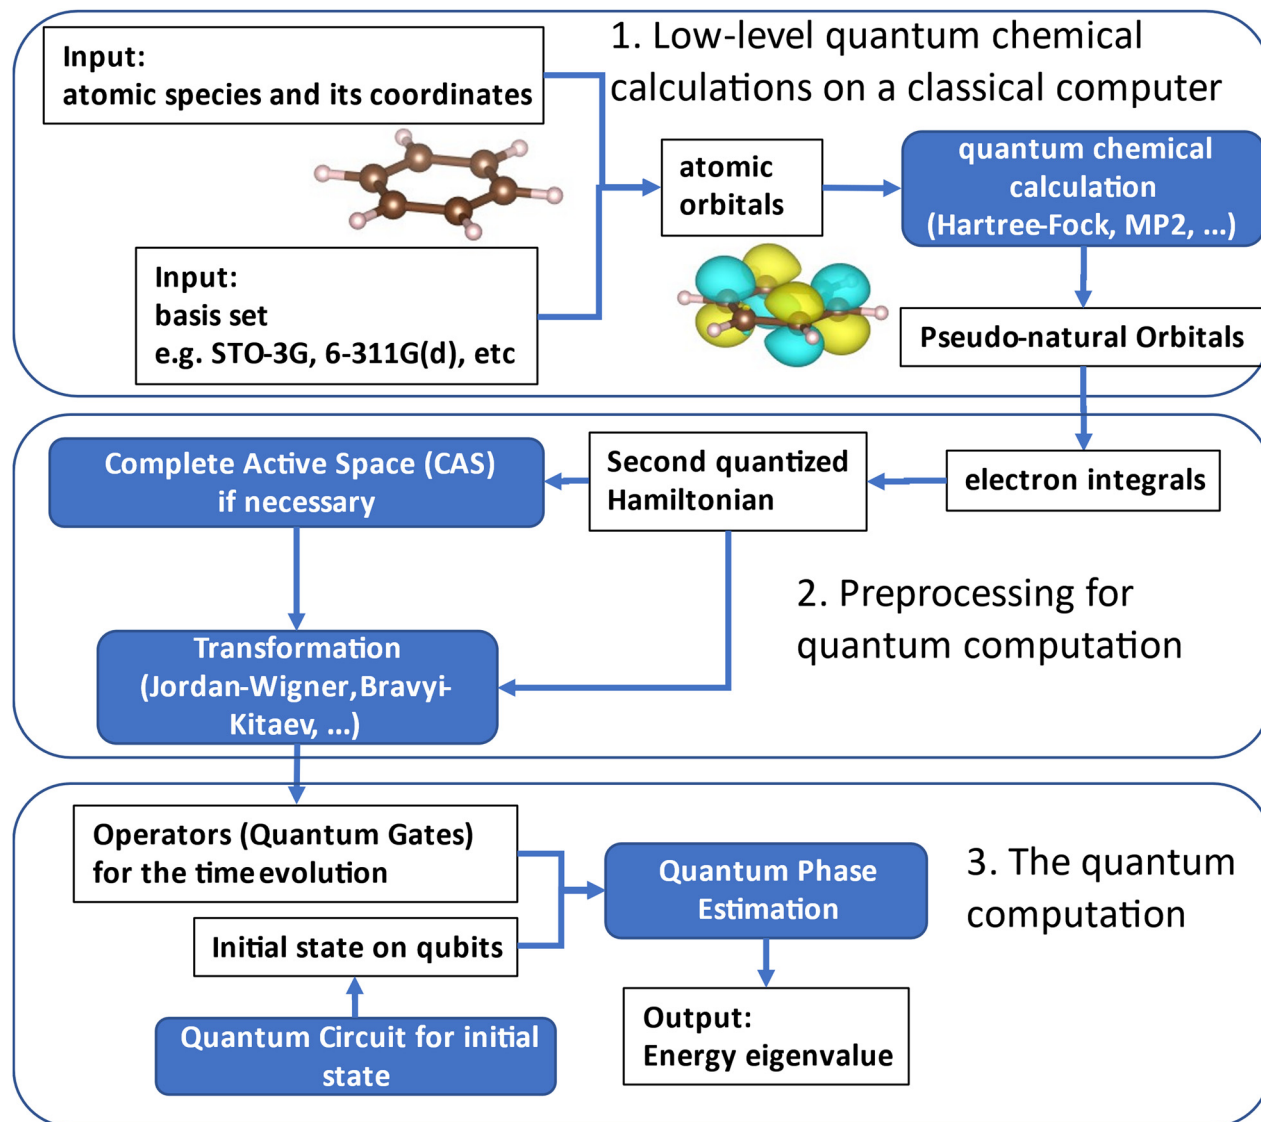 1. Low-level quantum chemical
calculations on a classical computer
Input:
atomic species and its coordinates
Input:
basis set
e.g. STO-3G, 6-311G(d), etc
atomic
orbitals
quantum chemical
calculation
(Hartree-Fock, MP2, ...)
Pseudo-natural Orbitals
electron integrals
Second quantized
Hamiltonian
Complete Active Space (CAS)
if necessary
2. Preprocessing for
quantum computation
Transformation
(Jordan-Wigner, Bravyi-
Kitaev, ...)
Operators (Quantum Gates)
for the time evolution
Initial state on qubits
Quantum Circuit for initial
state
Quantum Phase
Estimation
3. The quantum
computation
Output:
Energy eigenvalue